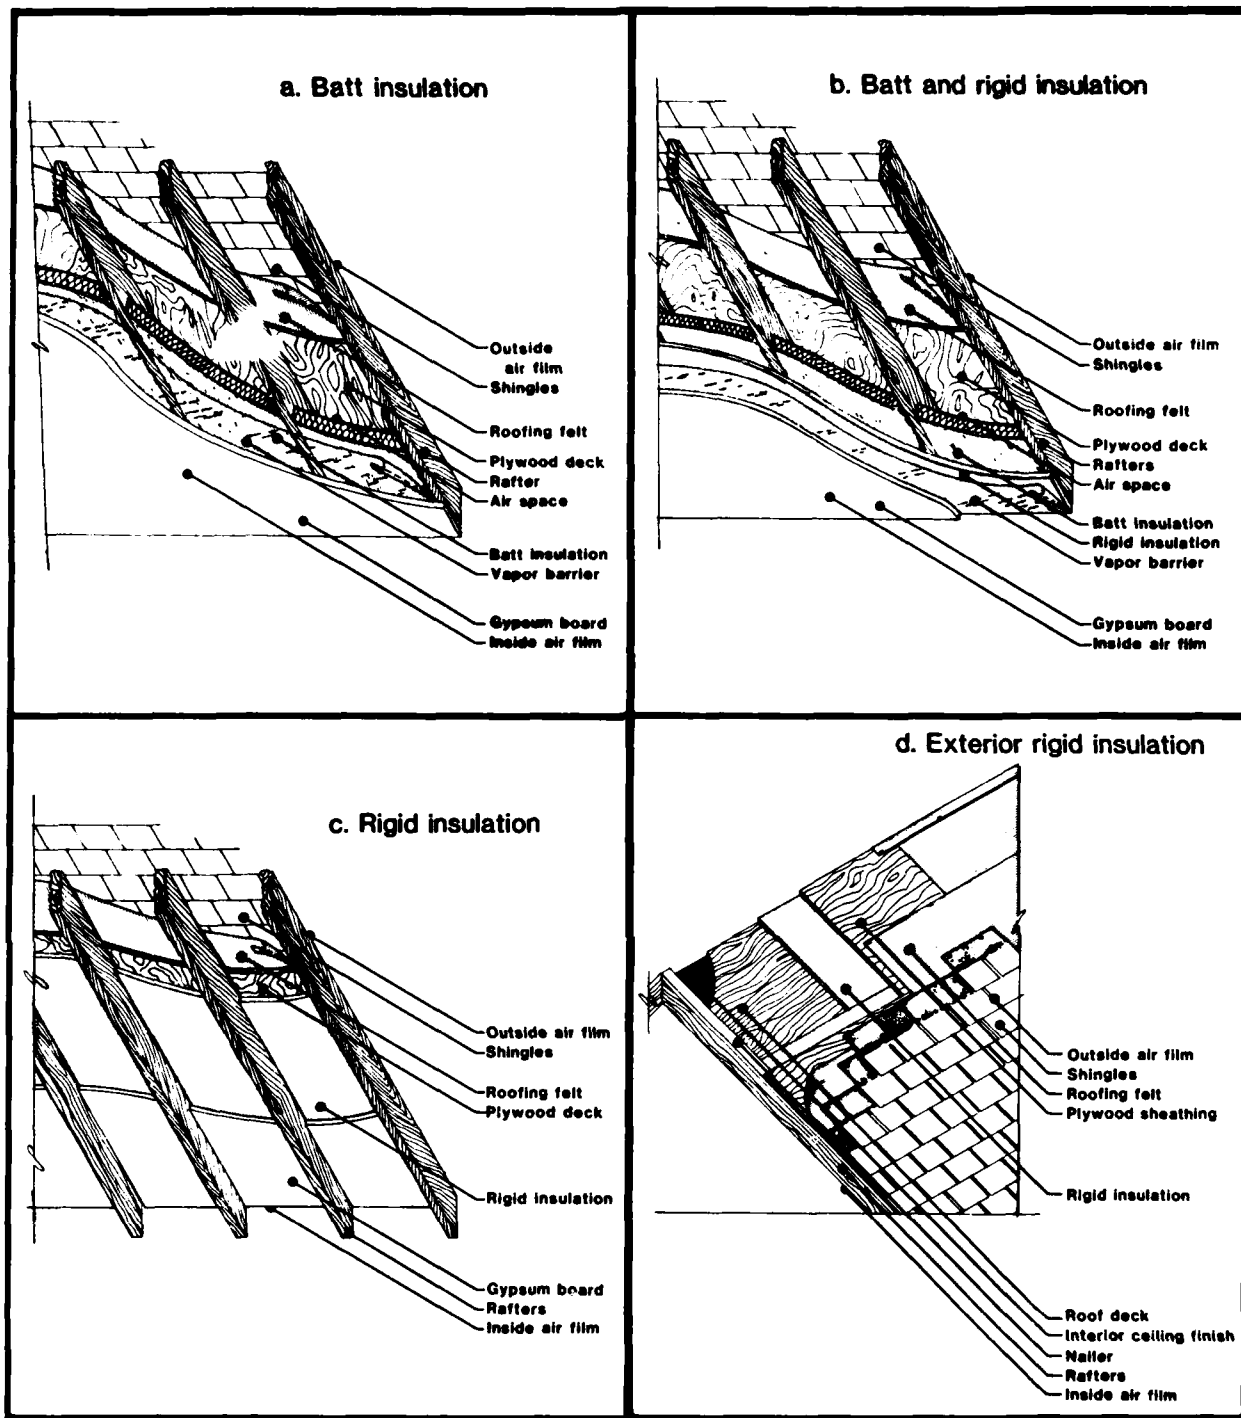 a. Batt insulation
Outside
air film
Shingles
Roofing felt
Plywood deck
Rafter
Air space
Batt insulation
Vapor barrier
Gypsum board
Inside air film
b. Batt and rigid insulation
Outside air film
Shingles
Roofing felt
Plywood deck
Rafters
Air space
Batt insulation
Rigid insulation
Vapor barrier
Gypsum board
Inside air film
c. Rigid insulation
Outside air film
Shingles
Roofing felt
Plywood deck
Rigid insulation
Gypsum board
Rafters
Inside air film
d. Exterior rigid insulation
Outside air film
Shingles
Roofing felt
Plywood sheathing
Rigid insulation
Roof deck
Interior ceiling finish
Nailer
Rafters
Inside air film